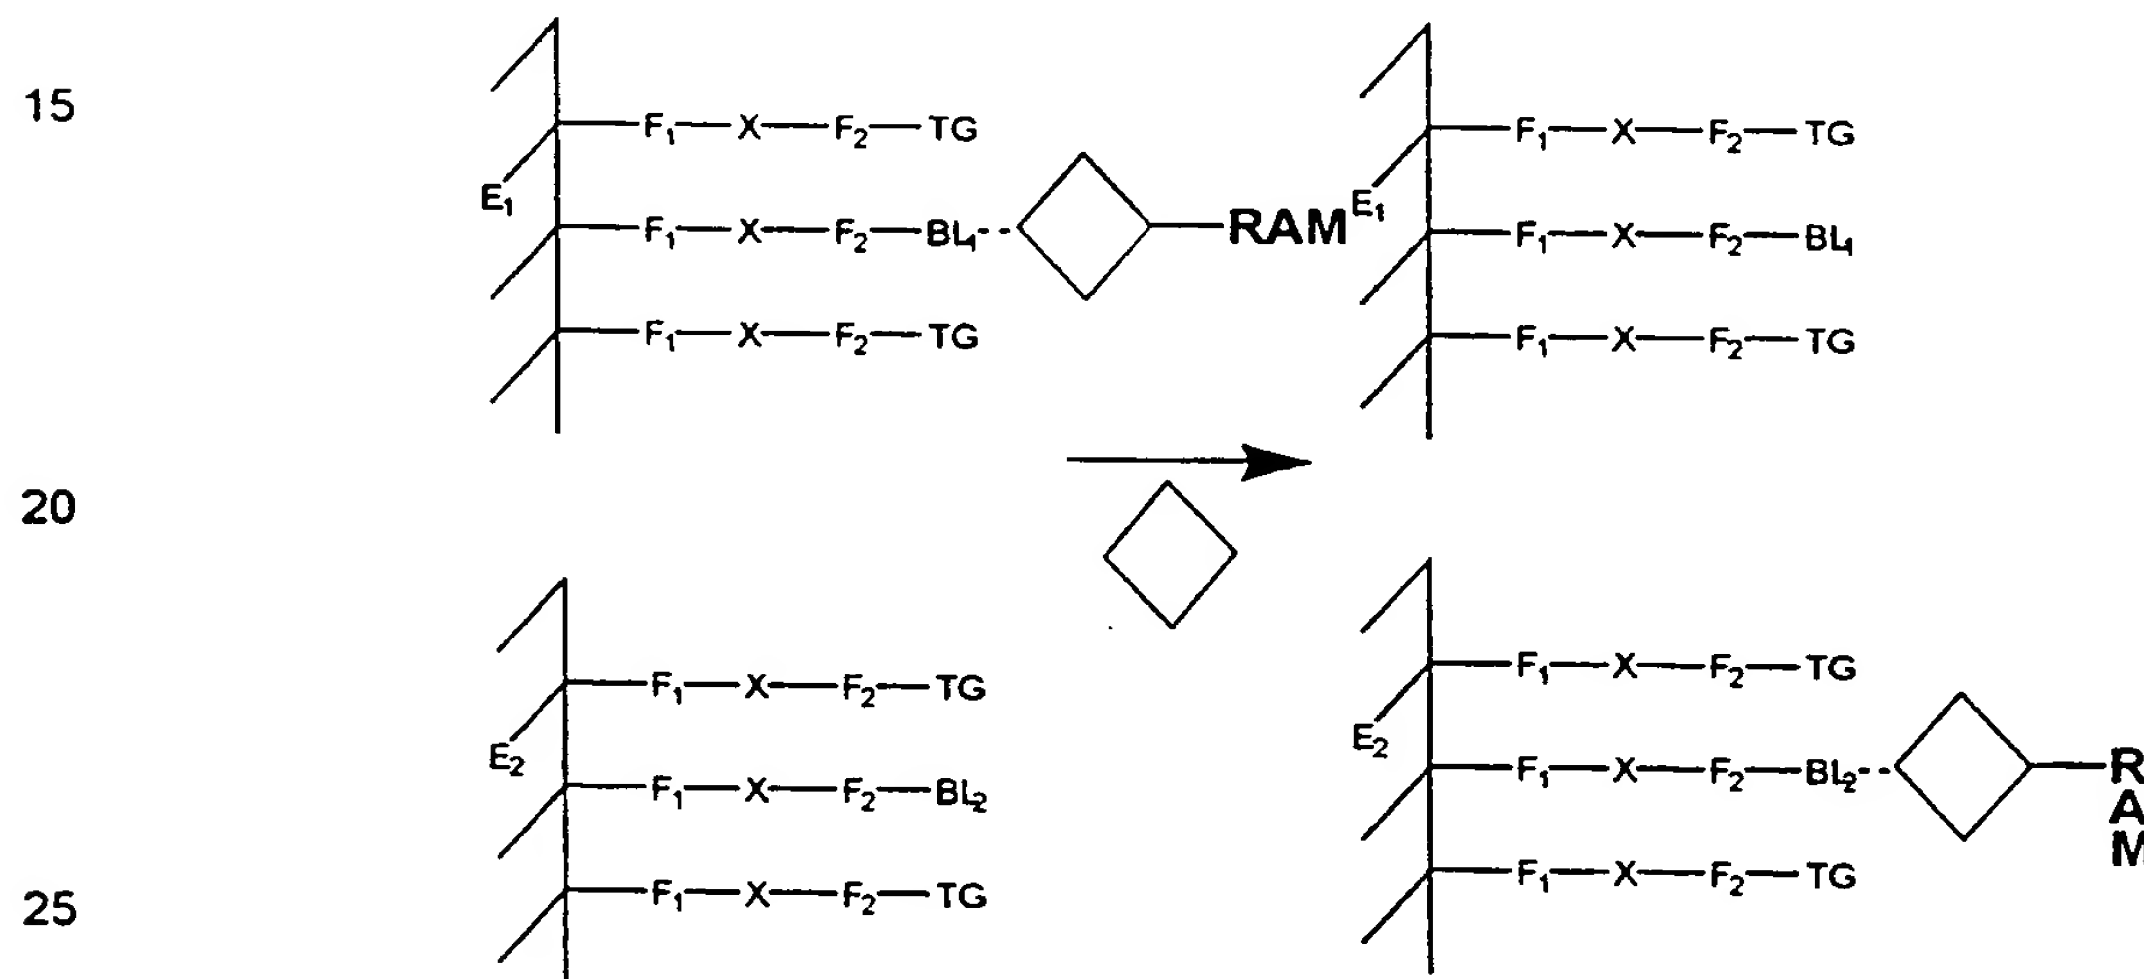 15
F₁—X—F₂—TG F₁—X—F₂—TG
E₁ E₁
F₁—X—F₂—BL₁--RAM F₁—X—F₂—BL₁
F₁—X—F₂—TG F₁—X—F₂—TG
20
F₁—X—F₂—TG F₁—X—F₂—TG
E₂ E₂
F₁—X—F₂—BL₂ F₁—X—F₂—BL₂--RAM
F₁—X—F₂—TG F₁—X—F₂—TG
25